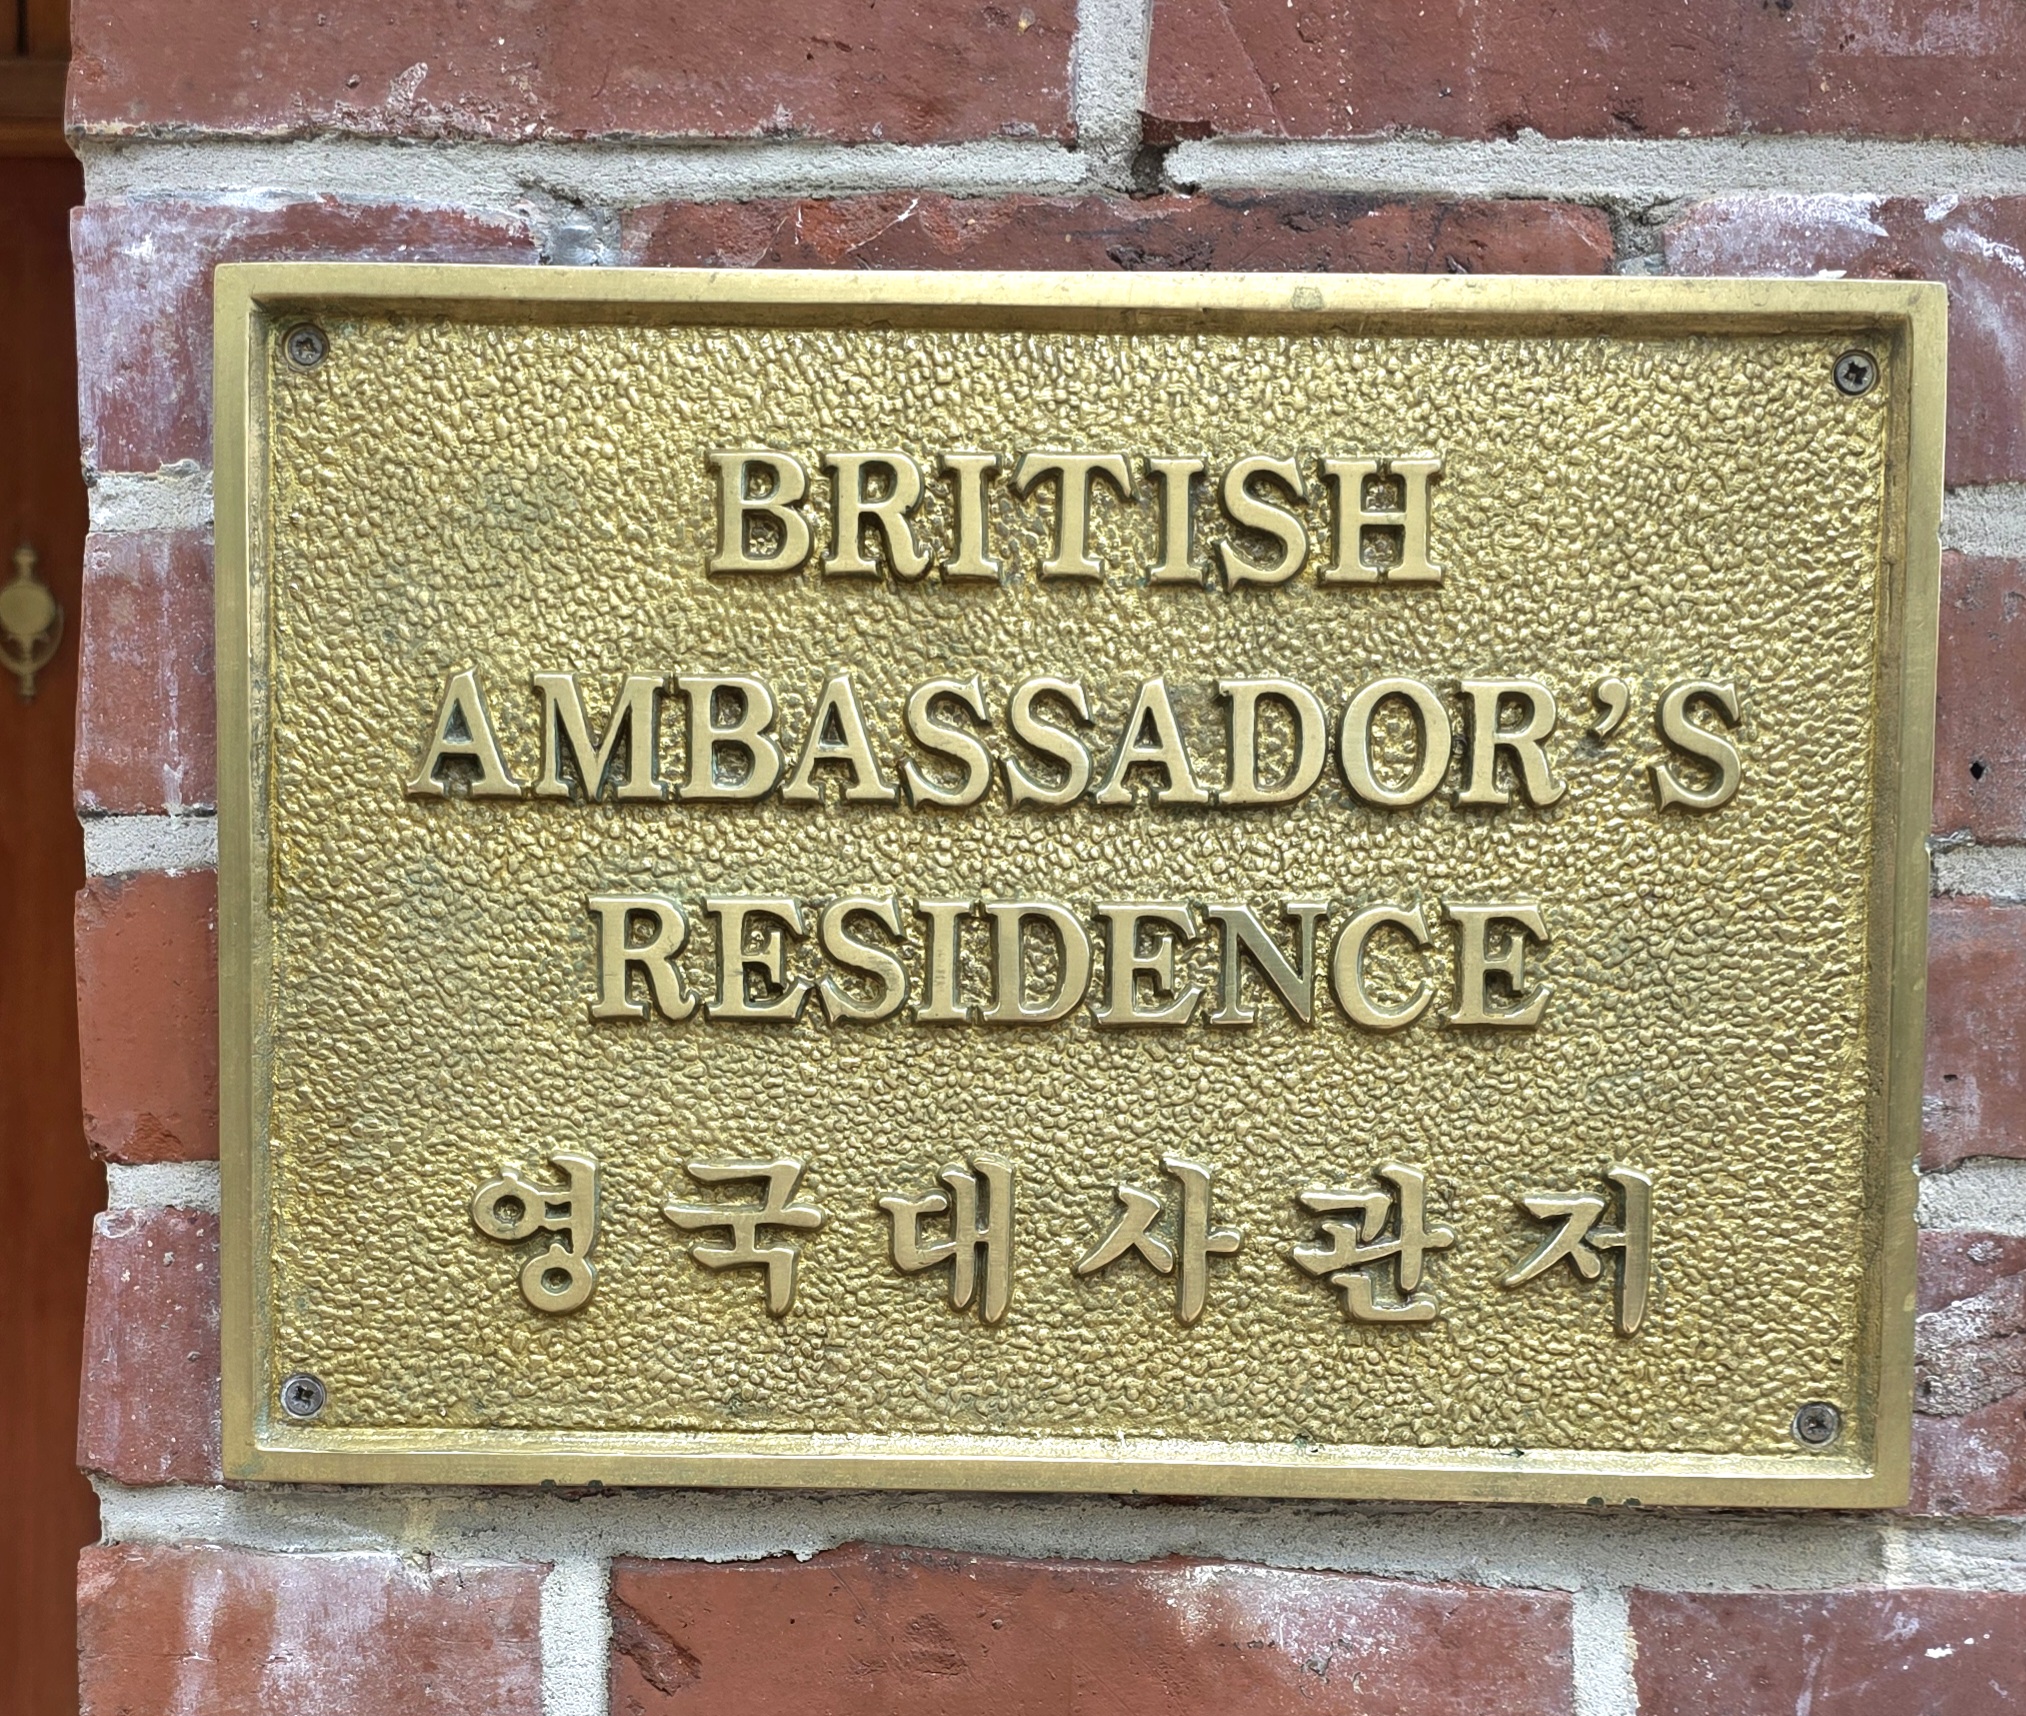 BRITISH
AMBASSADOR'S
RESIDENCE
영국대사관저